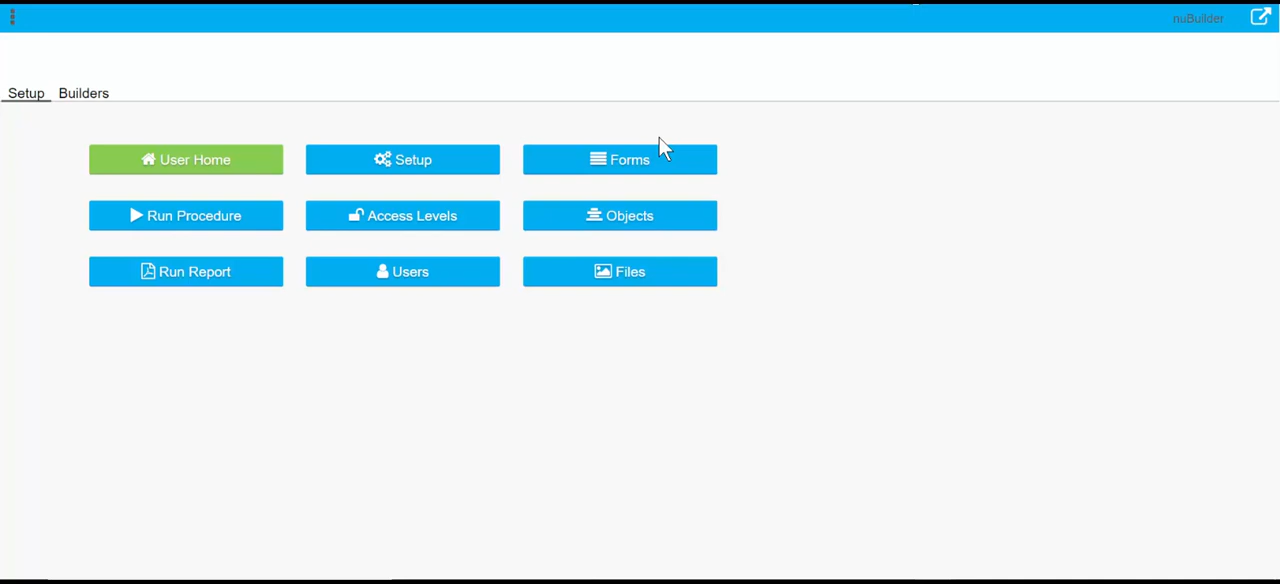 nuBuilder
Setup Builders
User Home Setup Forms
Run Procedure Access Levels Objects
Run Report Users Files